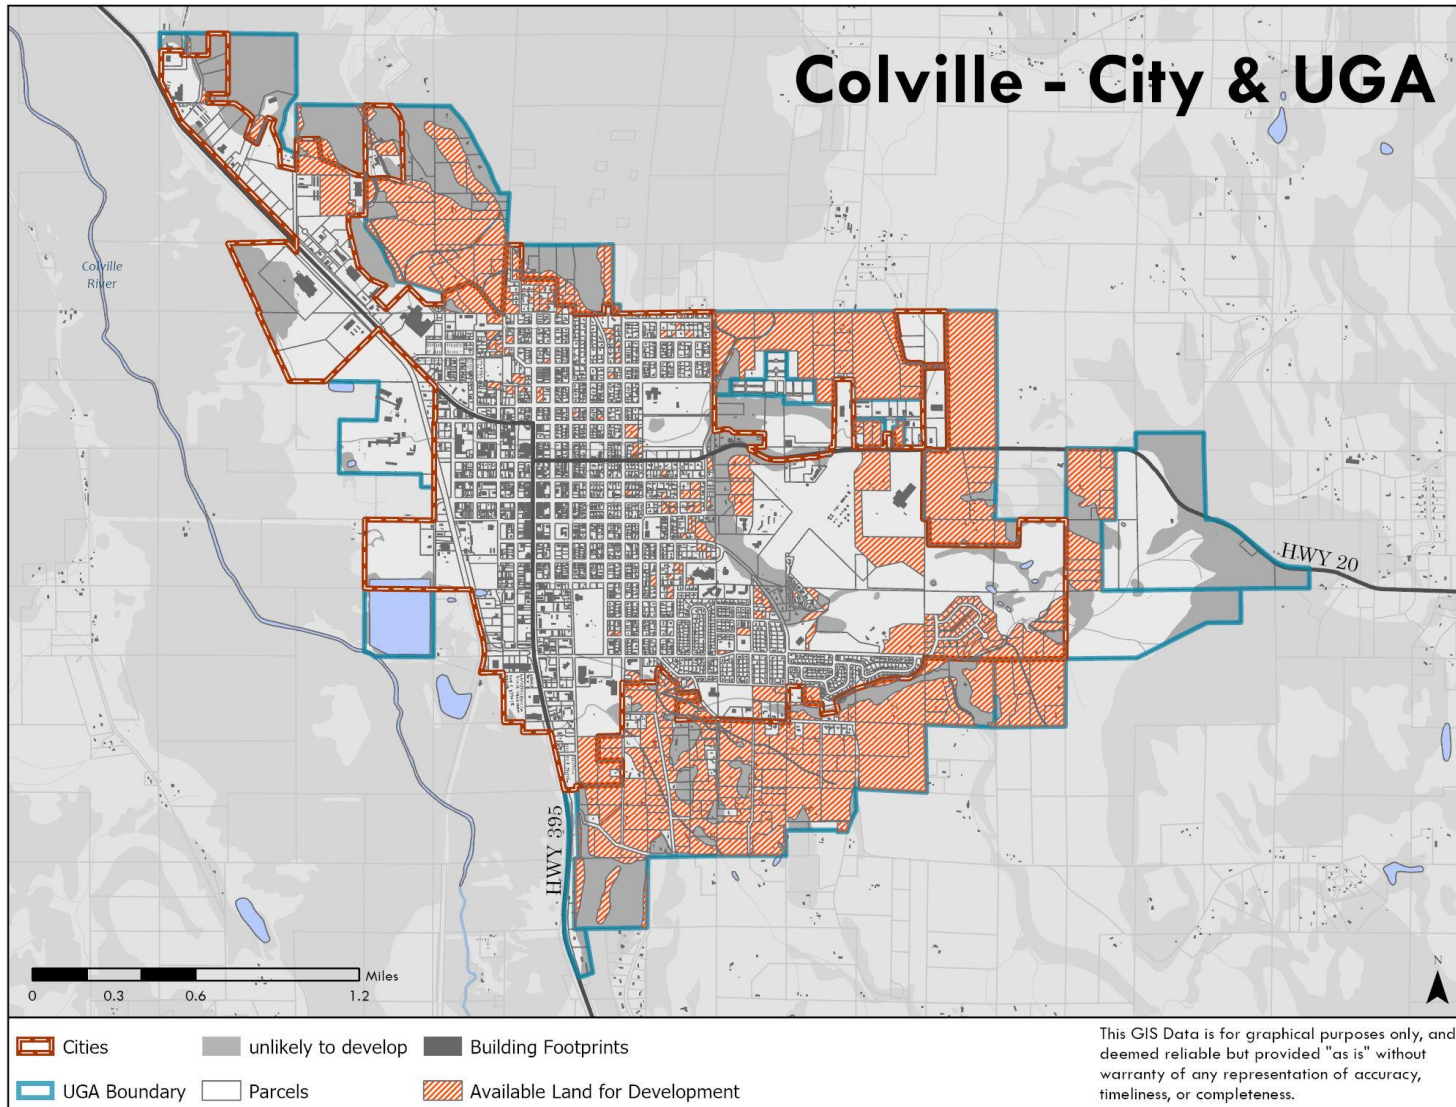 Colville - City & UGA
Colville
River
HWY 20
HWY 395
Miles
0 0.3 0.6 1.2
N
Cities
unlikely to develop
Building Footprints
UGA Boundary
Parcels
Available Land for Development
This GIS Data is for graphical purposes only, and
deemed reliable but provided "as is" without
warranty of any representation of accuracy,
timeliness, or completeness.